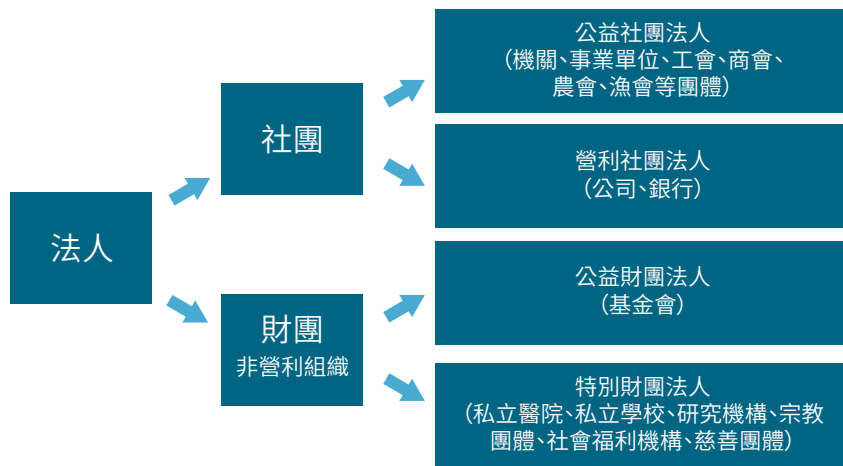 法人
社團
財團
非營利組織
公益社團法人
（機關、事業單位、工會、商會、
農會、漁會等團體）
營利社團法人
（公司、銀行）
公益財團法人
（基金會）
特別財團法人
（私立醫院、私立學校、研究機構、宗教
團體、社會福利機構、慈善團體）